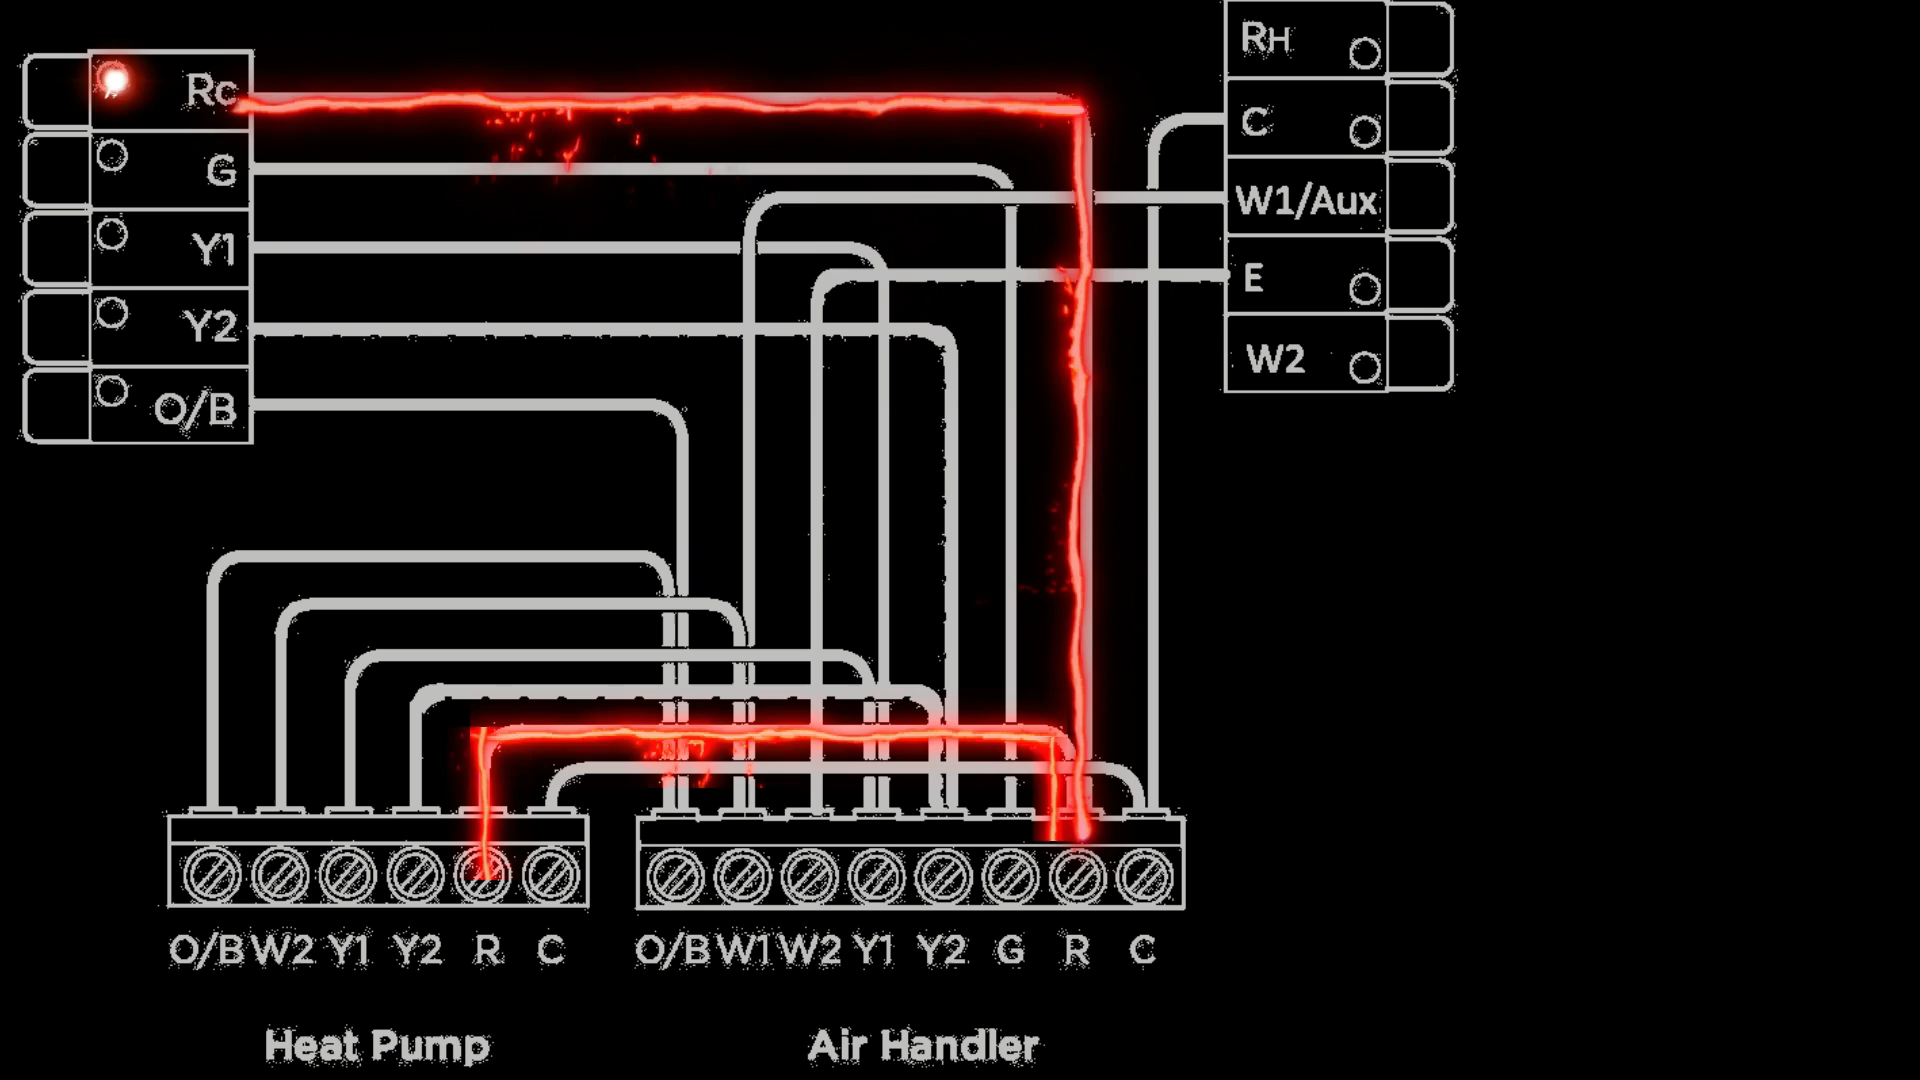 Rc
G
Y1
Y2
O/B
RH
C
W1/Aux
E
W2
O/B W2 Y1 Y2 R C
O/B W1 W2 Y1 Y2 G R C
Heat Pump
Air Handler